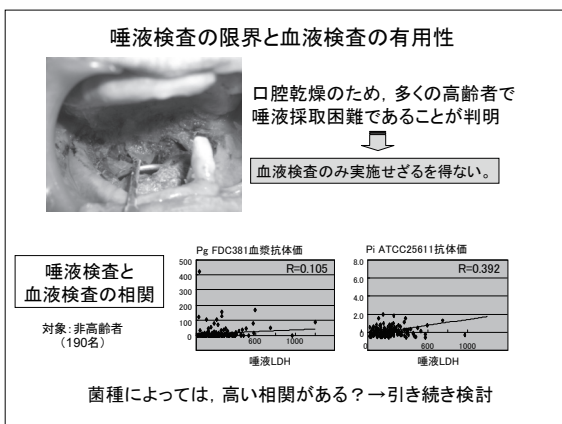 唾液検査の限界と血液検査の有用性
口腔乾燥のため，多くの高齢者で
唾液採取困難であることが判明
血液検査のみ実施せざるを得ない。
唾液検査と
血液検査の相関
対象：非高齢者
（190名）
Pg FDC381血漿抗体価
500
400
300
200
100
0
R=0.105
600
1000
唾液LDH
Pi ATCC25611抗体価
8.0
6.0
4.0
2.0
0
R=0.392
600
1000
唾液LDH
菌種によっては，高い相関がある？→引き続き検討